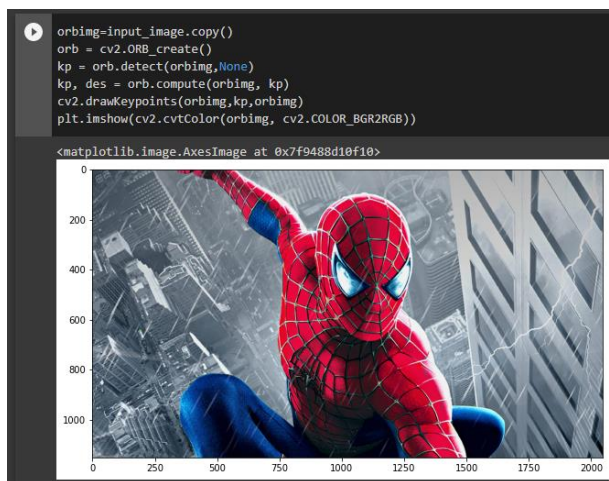 orbimg=input_image.copy()
orb = cv2.ORB_create()
kp = orb.detect(orbimg,None)
kp, des = orb.compute(orbimg, kp)
cv2.drawKeypoints(orbimg,kp,orbimg)
plt.imshow(cv2.cvtColor(orbimg, cv2.COLOR_BGR2RGB))
<matplotlib.image.AxesImage at 0x7f9488d10f10>
0
200
400
600
800
1000
0 250 500 750 1000 1250 1500 1750 2000